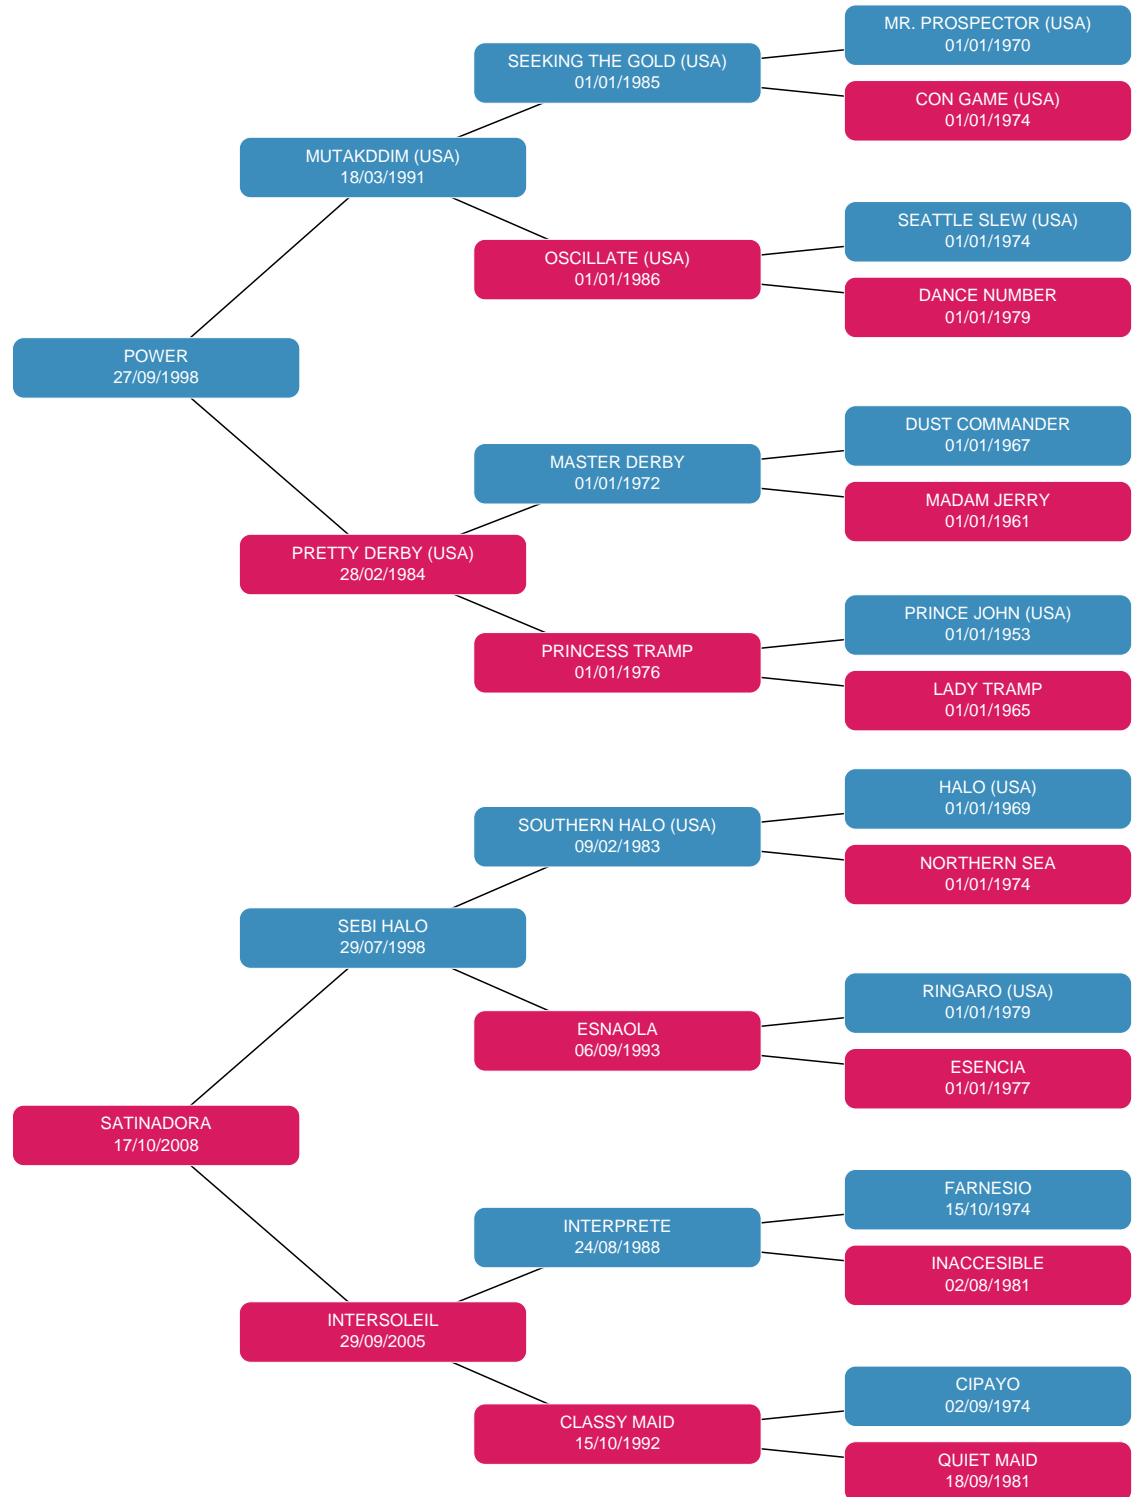 MR. PROSPECTOR (USA)
01/01/1970
SEEKING THE GOLD (USA)
01/01/1985
CON GAME (USA)
01/01/1974
MUTAKDDIM (USA)
18/03/1991
SEATTLE SLEW (USA)
01/01/1974
OSCILLATE (USA)
01/01/1986
DANCE NUMBER
01/01/1979
POWER
27/09/1998
DUST COMMANDER
01/01/1967
MASTER DERBY
01/01/1972
MADAM JERRY
01/01/1961
PRETTY DERBY (USA)
28/02/1984
PRINCE JOHN (USA)
01/01/1953
PRINCESS TRAMP
01/01/1976
LADY TRAMP
01/01/1965
HALO (USA)
01/01/1969
SOUTHERN HALO (USA)
09/02/1983
NORTHERN SEA
01/01/1974
SEBI HALO
29/07/1998
RINGARO (USA)
01/01/1979
ESNAOLA
06/09/1993
ESENCIA
01/01/1977
SATINADORA
17/10/2008
FARNESIO
15/10/1974
INTERPRETE
24/08/1988
INACCESIBLE
02/08/1981
INTERSOLEIL
29/09/2005
CIPAYO
02/09/1974
CLASSY MAID
15/10/1992
QUIET MAID
18/09/1981